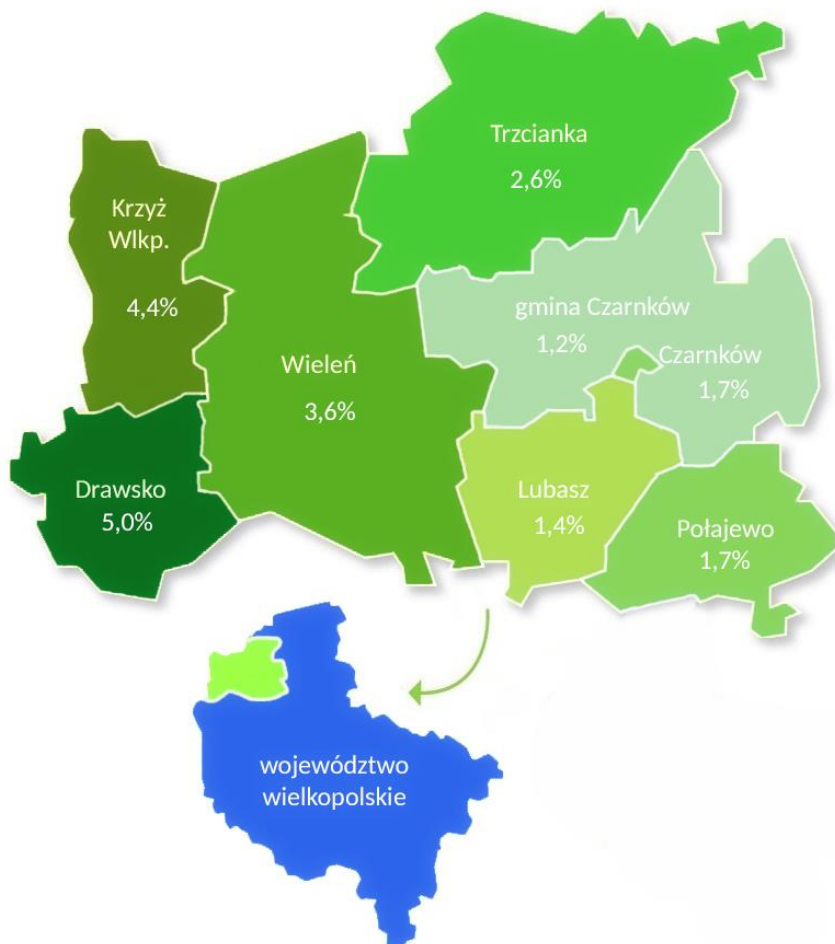 Trzcianka
2,6%
Krzyż
Wlkp.
4,4%
gmina Czarnków
1,2%
Czarnków
1,7%
Wieleń
3,6%
Drawsko
5,0%
Lubasz
1,4%
Połajewo
1,7%
województwo
wielkopolskie